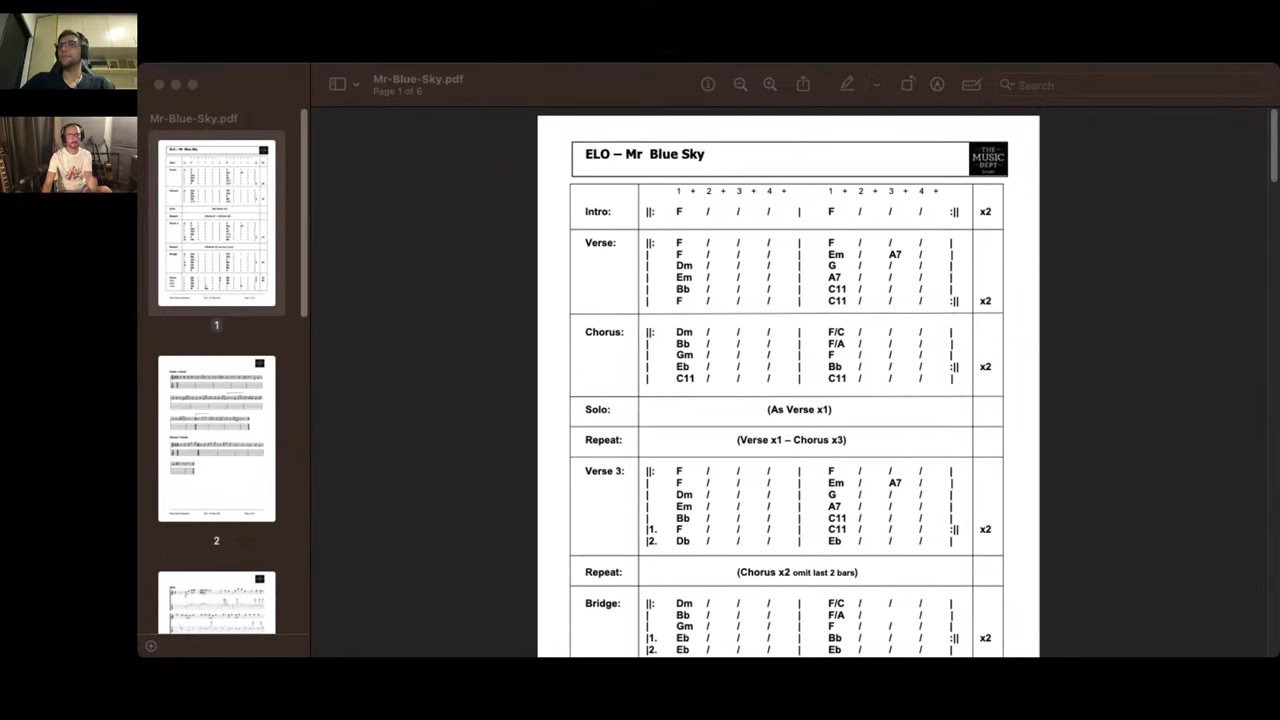 Mr-Blue-Sky.pdf
Page 1 of 6
Search
Mr-Blue-Sky.pdf
1
2
ELO – Mr Blue Sky
THE
MUSIC
DEPT
1 + 2 + 3 + 4 + 1 + 2 + 3 + 4 +
Intro: ||: F / / / | F / / / :|| x2
Verse: ||: F / / / F / / / |
| F / / / Em / A7 / |
| Dm / / / G / / / |
| Em / / / A7 / / / |
| Bb / / / C11 / / / |
| F / / / C11 / / / :|| x2
Chorus: ||: Dm / / / | F/C / / / |
| Bb / / / | F/A / / / |
| Gm / / / | F / / / |
| Eb / / / | Bb / / / :|| x2
| C11 / / / | C11 / / / |
Solo: (As Verse x1)
Repeat: (Verse x1 – Chorus x3)
Verse 3: ||: F / / / | F / / / |
| F / / / | Em / A7 / |
| Dm / / / | G / / / |
| Em / / / | A7 / / / |
| Bb / / / | C11 / / / |
|1. F / / / | C11 / / / :|| x2
|2. Db / / / | Eb / / / |
Repeat: (Chorus x2 omit last 2 bars)
Bridge: ||: Dm / / / | F/C / / / |
| Bb / / / | F/A / / / |
| Gm / / / | F / / / |
|1. Eb / / / | Bb / / / :|| x2
|2. Eb / / / | Eb / / / |